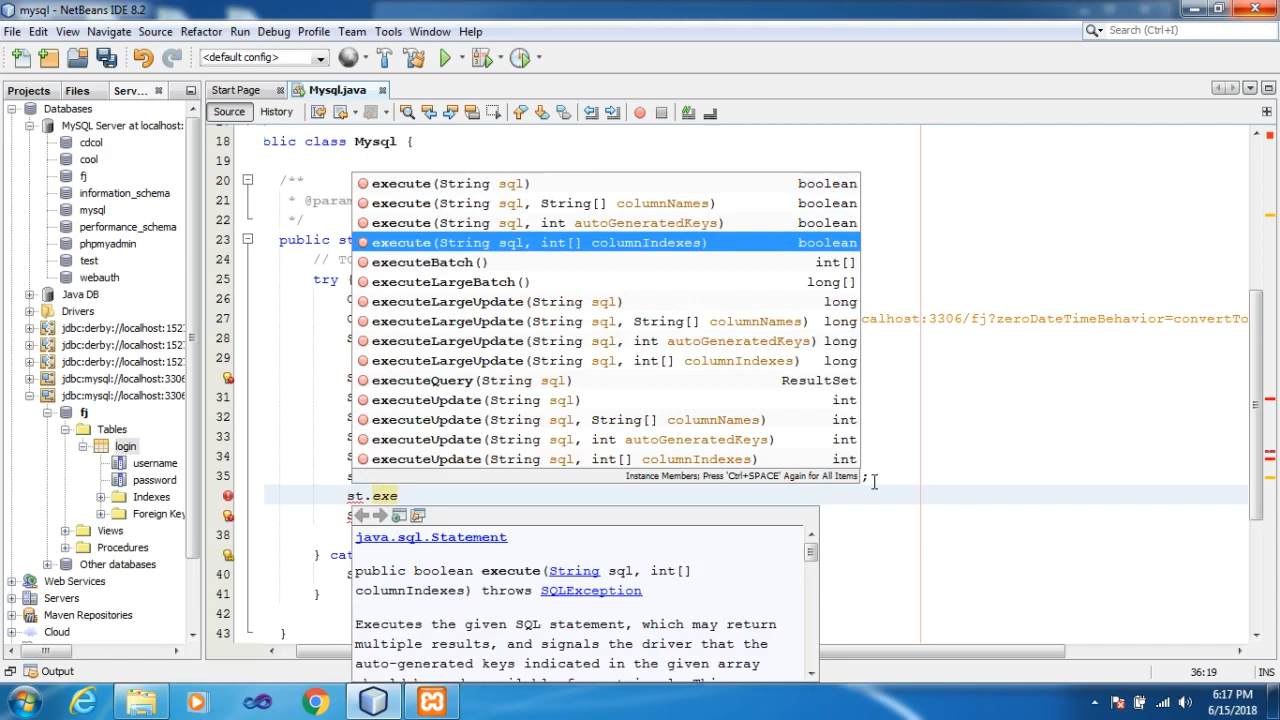 mysql - NetBeans IDE 8.2
File Edit View Navigate Source Refactor Run Debug Profile Team Tools Window Help
Search (Ctrl+I)
<default config>
Projects Files Serv...
Start Page Mysql.java
Source History
Databases
MySQL Server at localhost:
cdcol
cool
fj
information_schema
mysql
performance_schema
phpmyadmin
test
webauth
Java DB
Drivers
jdbc:derby://localhost:152
jdbc:derby://localhost:152
jdbc:derby://localhost:152
jdbc:mysql://localhost:3306
jdbc:mysql://localhost:3306
fj
Tables
login
username
password
Indexes
Foreign Key
Views
Procedures
Other databases
Web Services
Servers
Maven Repositories
Cloud
18 blic class Mysql {
19
20 /**
21 * @param
22 */
23 public st
24 // TO
25 try {
26
27 calhost:3306/fj?zeroDateTimeBehavior=convertTo
28
31
32
33
34
35 ;
st.exe
38
} cat
40
41 }
42
43 }
execute(String sql) boolean
execute(String sql, String[] columnNames) boolean
execute(String sql, int autoGeneratedKeys) boolean
execute(String sql, int[] columnIndexes) boolean
executeBatch() int[]
executeLargeBatch() long[]
executeLargeUpdate(String sql) long
executeLargeUpdate(String sql, String[] columnNames) long
executeLargeUpdate(String sql, int autoGeneratedKeys) long
executeLargeUpdate(String sql, int[] columnIndexes) long
executeQuery(String sql) ResultSet
executeUpdate(String sql) int
executeUpdate(String sql, String[] columnNames) int
executeUpdate(String sql, int autoGeneratedKeys) int
executeUpdate(String sql, int[] columnIndexes) int
Instance Members; Press 'Ctrl+SPACE' Again for All Items
java.sql.Statement
public boolean execute(String sql, int[]
columnIndexes) throws SQLException
Executes the given SQL statement, which may return
multiple results, and signals the driver that the
auto-generated keys indicated in the given array
Output
36:19 INS
6:17 PM
6/15/2018